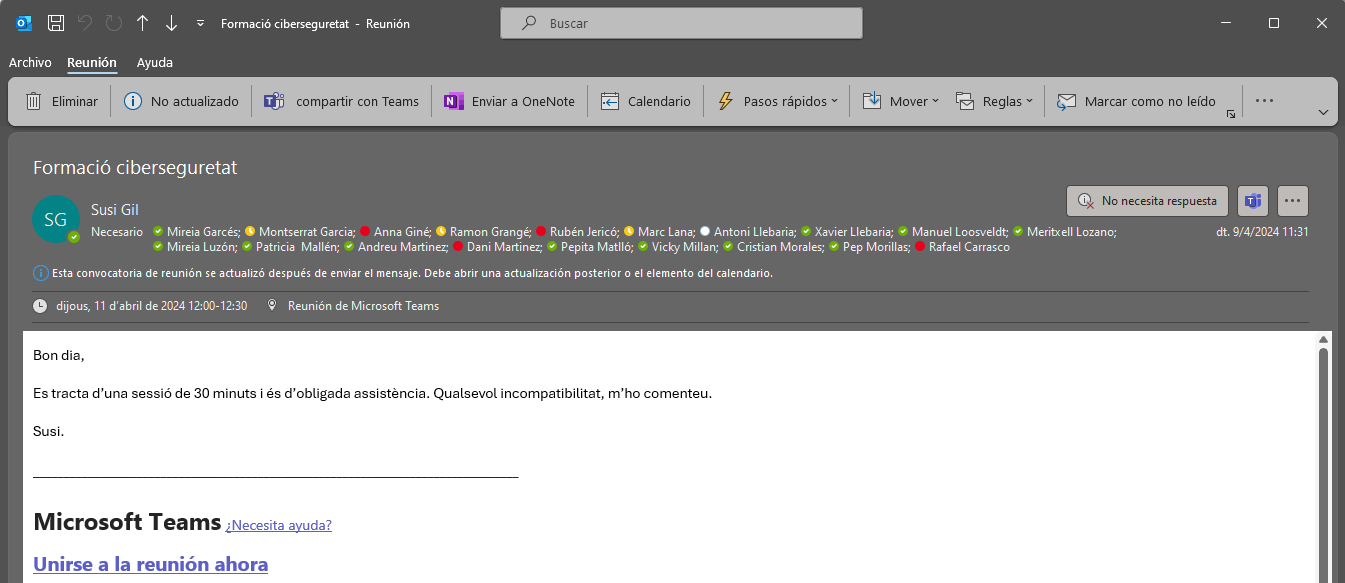 Formació ciberseguretat - Reunión
Buscar
Archivo Reunión Ayuda
Eliminar No actualizado compartir con Teams Enviar a OneNote Calendario Pasos rápidos Mover Reglas Marcar como no leído
Formació ciberseguretat
SG
Susi Gil
No necesita respuesta
Necesario Mireia Garcés; Montserrat Garcia; Anna Giné; Ramon Grangé; Rubén Jericó; Marc Lana; Antoni Llebaria; Xavier Llebaria; Manuel Loosveldt; Meritxell Lozano;
dt. 9/4/2024 11:31
Mireia Luzón; Patricia Mallén; Andreu Martinez; Dani Martinez; Pepita Matlló; Vicky Millan; Cristian Morales; Pep Morillas; Rafael Carrasco
Esta convocatoria de reunión se actualizó después de enviar el mensaje. Debe abrir una actualización posterior o el elemento del calendario.
dijous, 11 d'abril de 2024 12:00-12:30 Reunión de Microsoft Teams
Bon dia,
Es tracta d’una sessió de 30 minuts i és d’obligada assistència. Qualsevol incompatibilitat, m’ho comenteu.
Susi.
Microsoft Teams ¿Necesita ayuda?
Unirse a la reunión ahora